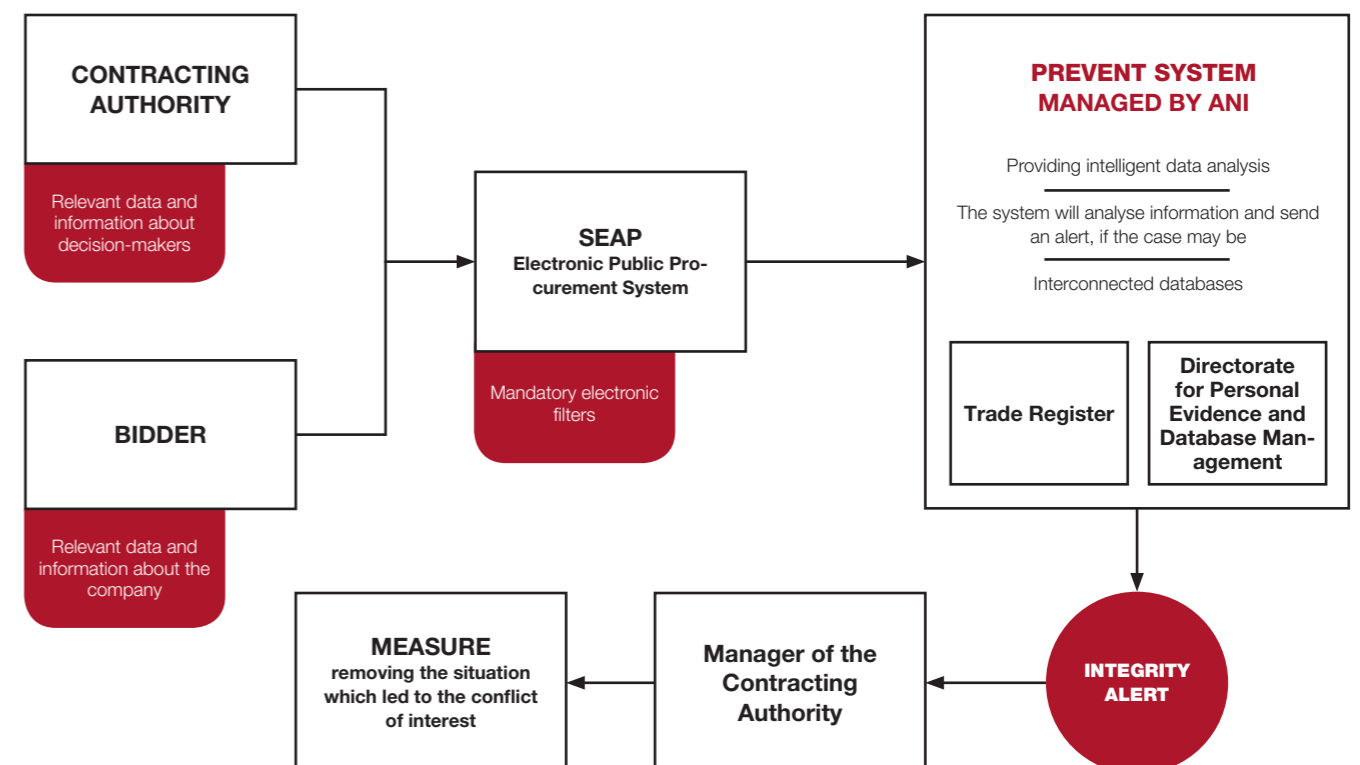 CONTRACTING
AUTHORITY
Relevant data and
information about
decision-makers
BIDDER
Relevant data and
information about the
company
SEAP
Electronic Public Pro-
curement System
Mandatory electronic
filters
PREVENT SYSTEM
MANAGED BY ANI
Providing intelligent data analysis
The system will analyse information and send
an alert, if the case may be
Interconnected databases
Trade Register
Directorate
for Personal
Evidence and
Database Man-
agement
INTEGRITY
ALERT
Manager of the
Contracting
Authority
MEASURE
removing the situation
which led to the conflict
of interest